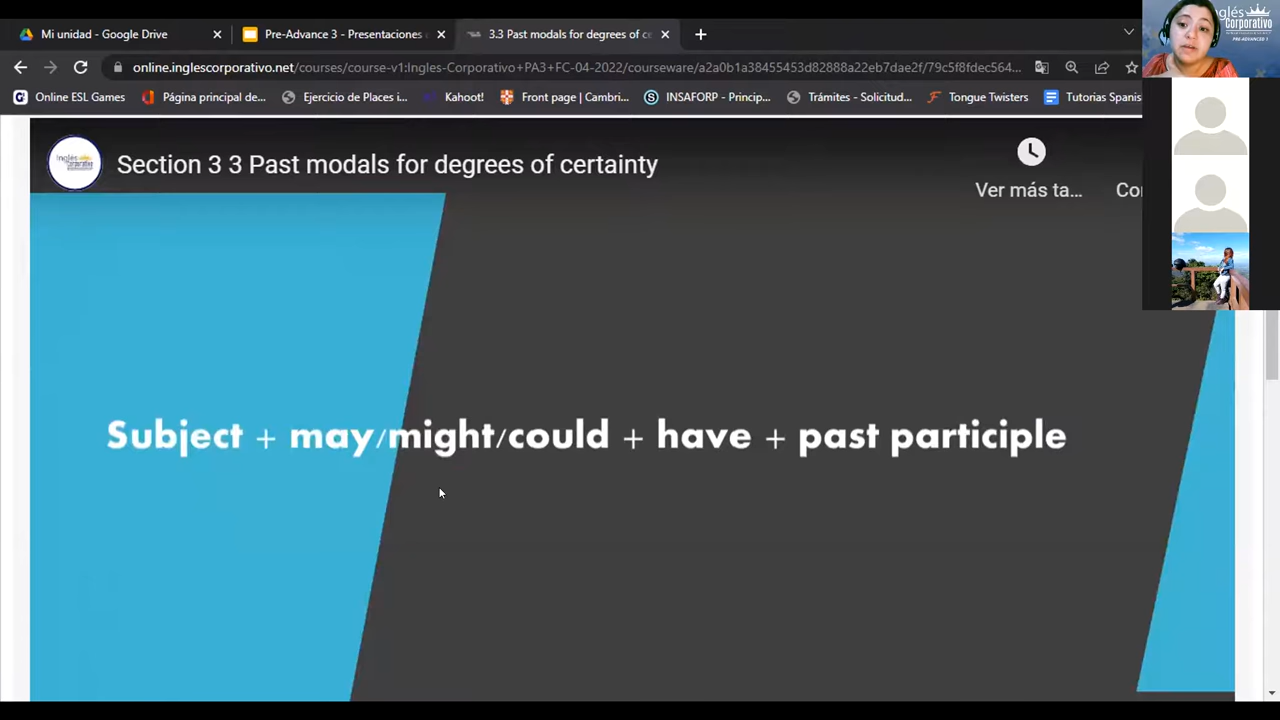 Mi unidad - Google Drive
Pre-Advance 3 - Presentaciones
3.3 Past modals for degrees of ce
online.inglescorporativo.net/courses/course-v1:Ingles-Corporativo+PA3+FC-04-2022/courseware/a2a0b1a38455453d82888a22eb7dae2f/79c5f8fdec564...
Online ESL Games
Página principal de...
Ejercicio de Places i...
Kahoot!
Front page | Cambri...
INSAFORP - Princip...
Trámites - Solicitud...
Tongue Twisters
Tutorias Spanis
Inglés
Corporativo
PRE-ADVANCED 1
Section 3 3 Past modals for degrees of certainty
Ver más ta...
Subject + may/might/could + have + past participle